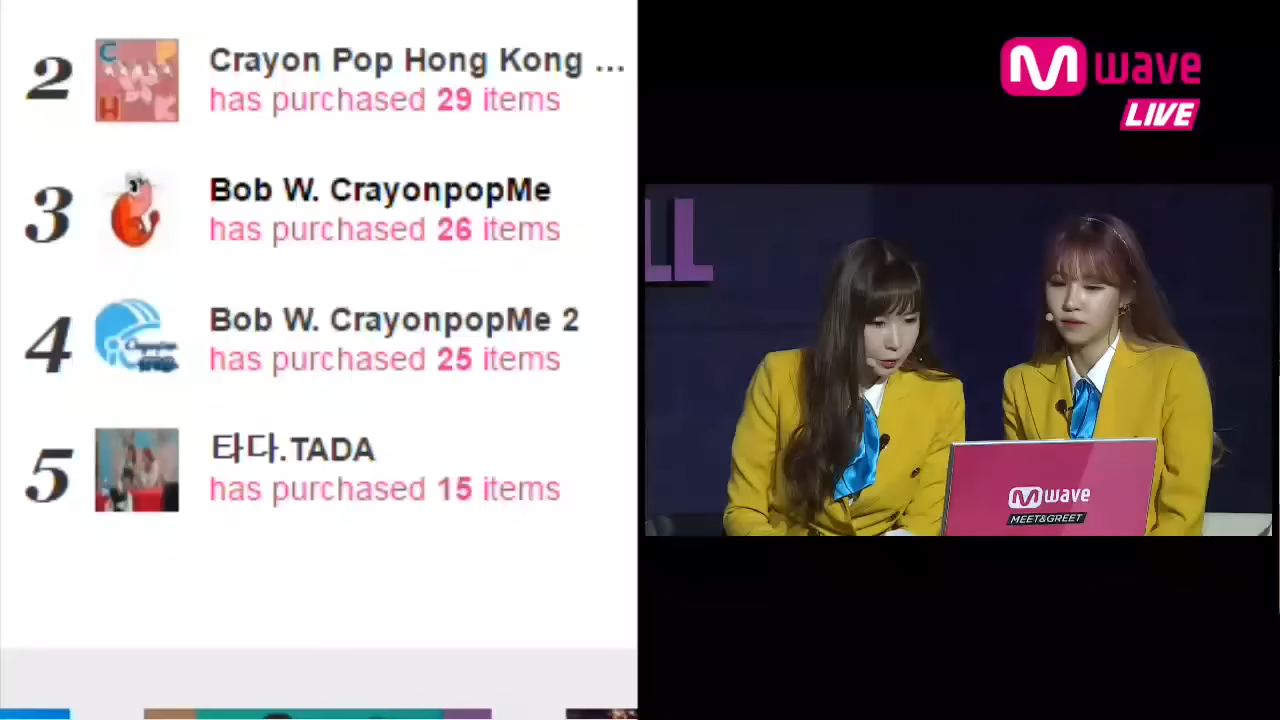 2
Crayon Pop Hong Kong ...
has purchased 29 items
3
Bob W. CrayonpopMe
has purchased 26 items
4
Bob W. CrayonpopMe 2
has purchased 25 items
5
타다.TADA
has purchased 15 items
C P
H K
M wave
LIVE
LL
M wave
MEET&GREET